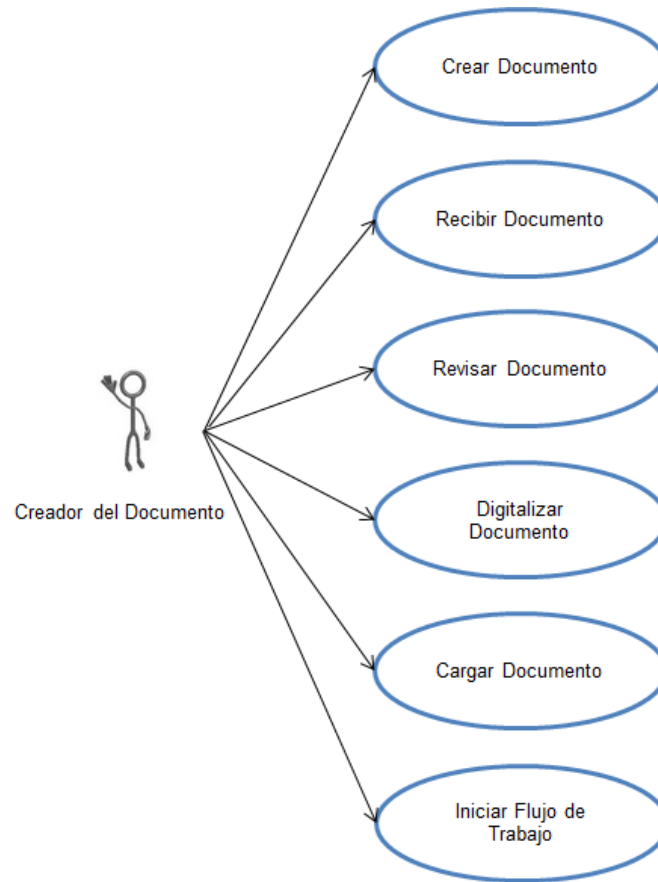 Crear Documento
Recibir Documento
Revisar Documento
Creador del Documento
Digitalizar
Documento
Cargar Documento
Iniciar Flujo de
Trabajo